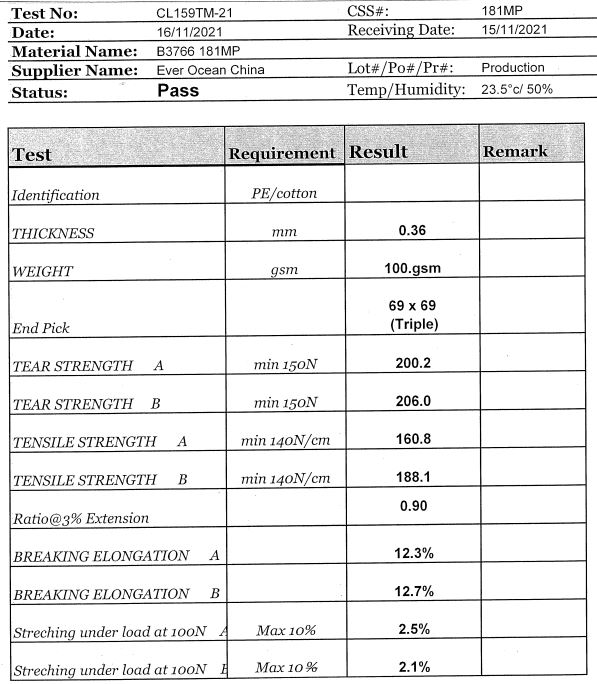 Test No: CL159TM-21 CSS#: 181MP
Date: 16/11/2021 Receiving Date: 15/11/2021
Material Name: B3766 181MP
Supplier Name: Ever Ocean China Lot#/Po#/Pr#: Production
Status: Pass Temp/Humidity: 23.5°c/ 50%
Test Requirement Result Remark
Identification PE/cotton
THICKNESS mm 0.36
WEIGHT gsm 100.gsm
End Pick 69 x 69
(Triple)
TEAR STRENGTH A min 150N 200.2
TEAR STRENGTH B min 150N 206.0
TENSILE STRENGTH A min 140N/cm 160.8
TENSILE STRENGTH B min 140N/cm 188.1
Ratio@3% Extension 0.90
BREAKING ELONGATION A 12.3%
BREAKING ELONGATION B 12.7%
Streching under load at 100N A Max 10% 2.5%
Streching under load at 100N B Max 10% 2.1%